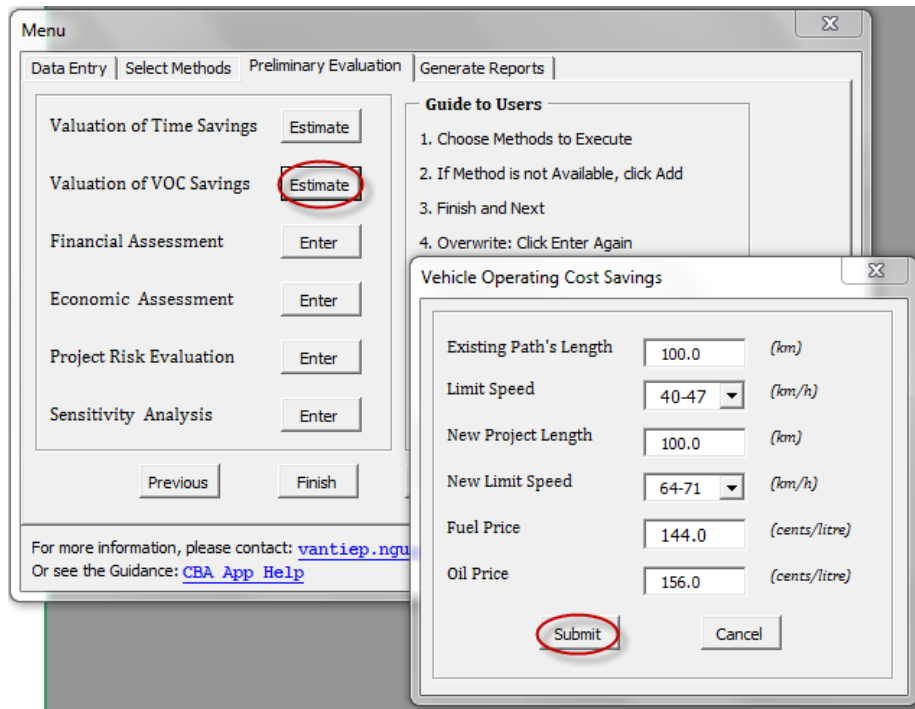 Menu
Data Entry
Select Methods
Preliminary Evaluation
Generate Reports
Valuation of Time Savings
Estimate
Valuation of VOC Savings
Estimate
Financial Assessment
Enter
Economic Assessment
Enter
Project Risk Evaluation
Enter
Sensitivity Analysis
Enter
Previous
Finish
Guide to Users
1. Choose Methods to Execute
2. If Method is not Available, click Add
3. Finish and Next
4. Overwrite: Click Enter Again
For more information, please contact: vantiep.ngu
Or see the Guidance: CBA App Help
Vehicle Operating Cost Savings
Existing Path's Length 100.0 (km)
Limit Speed 40-47 (km/h)
New Project Length 100.0 (km)
New Limit Speed 64-71 (km/h)
Fuel Price 144.0 (cents/litre)
Oil Price 156.0 (cents/litre)
Submit
Cancel